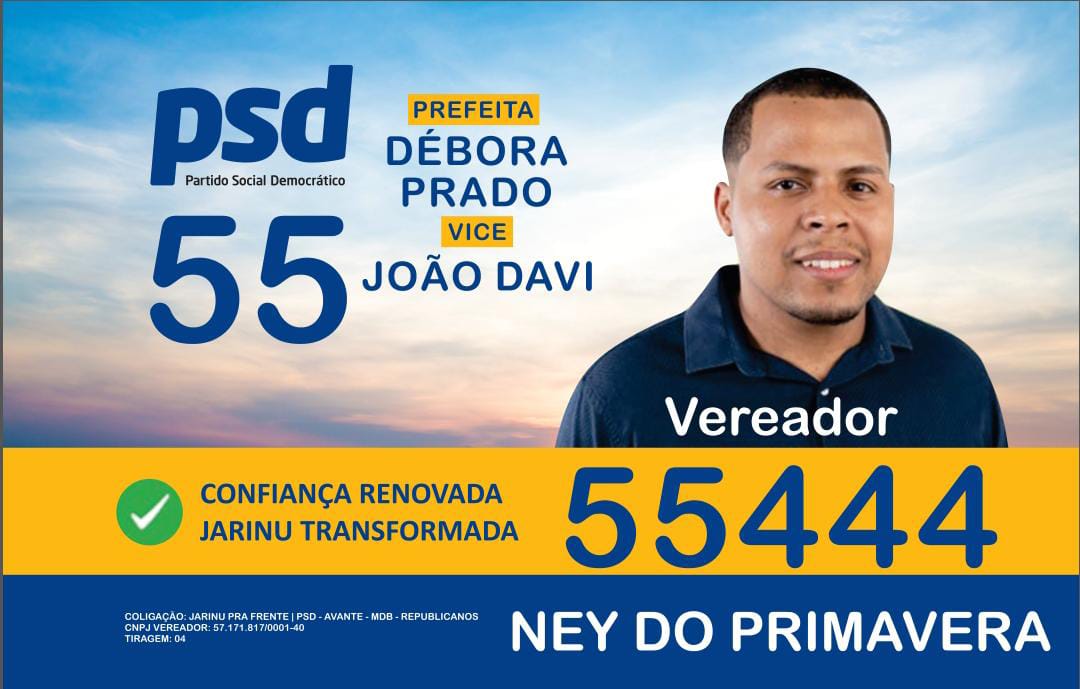 psd
Partido Social Democrático
55
PREFEITA
DÉBORA
PRADO
VICE
JOÃO DAVI
Vereador
55444
CONFIANÇA RENOVADA
JARINU TRANSFORMADA
NEY DO PRIMAVERA
COLIGAÇÃO: JARINU PRA FRENTE | PSD - AVANTE - MDB - REPUBLICANOS
CNPJ VEREADOR: 57.171.817/0001-40
TIRAGEM: 04